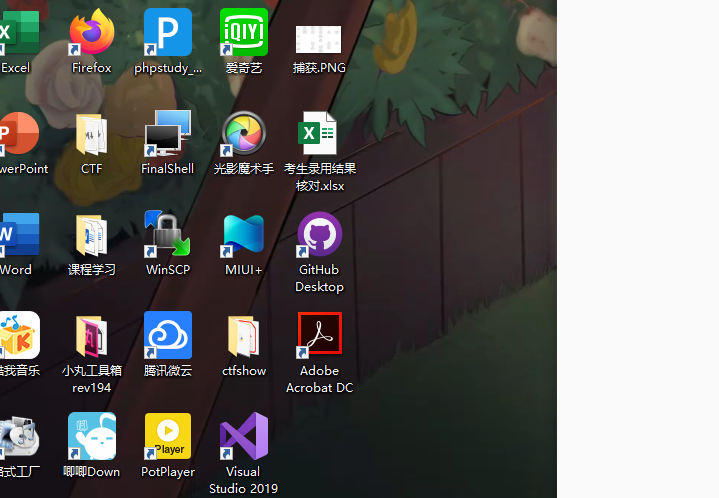 Excel
Firefox
phpstudy_...
iQIYI
爱奇艺
捕获.PNG
werPoint
CTF
FinalShell
光影魔术手
考生录用结果
核对.xlsx
Word
课程学习
WinSCP
MIUI+
GitHub
Desktop
我音乐
小丸工具箱
rev194
腾讯微云
ctfshow
Adobe
Acrobat DC
式工厂
唧唧Down
Player
PotPlayer
Visual
Studio 2019